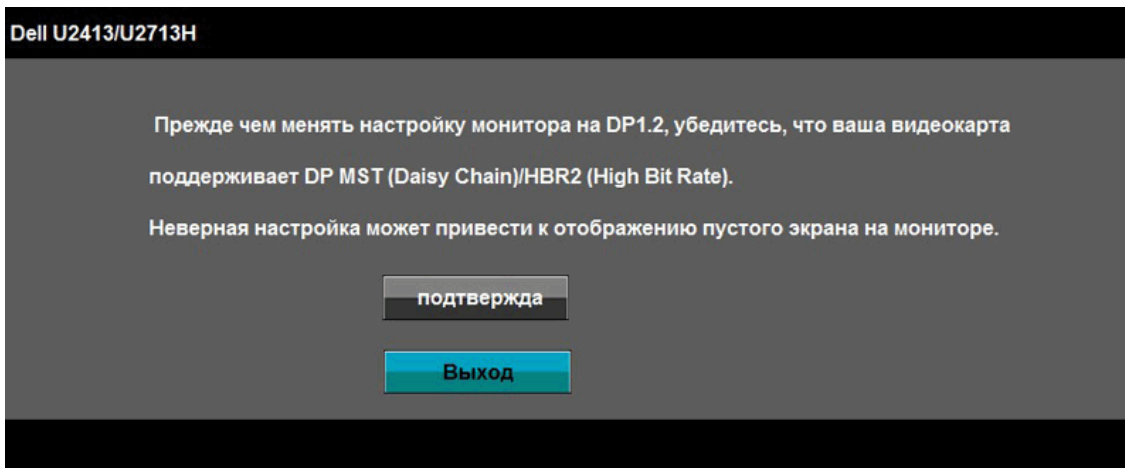 Dell U2413/U2713H
Прежде чем менять настройку монитора на DP1.2, убедитесь, что ваша видеокарта
поддерживает DP MST (Daisy Chain)/HBR2 (High Bit Rate).
Неверная настройка может привести к отображению пустого экрана на мониторе.
подтвержда
Выход